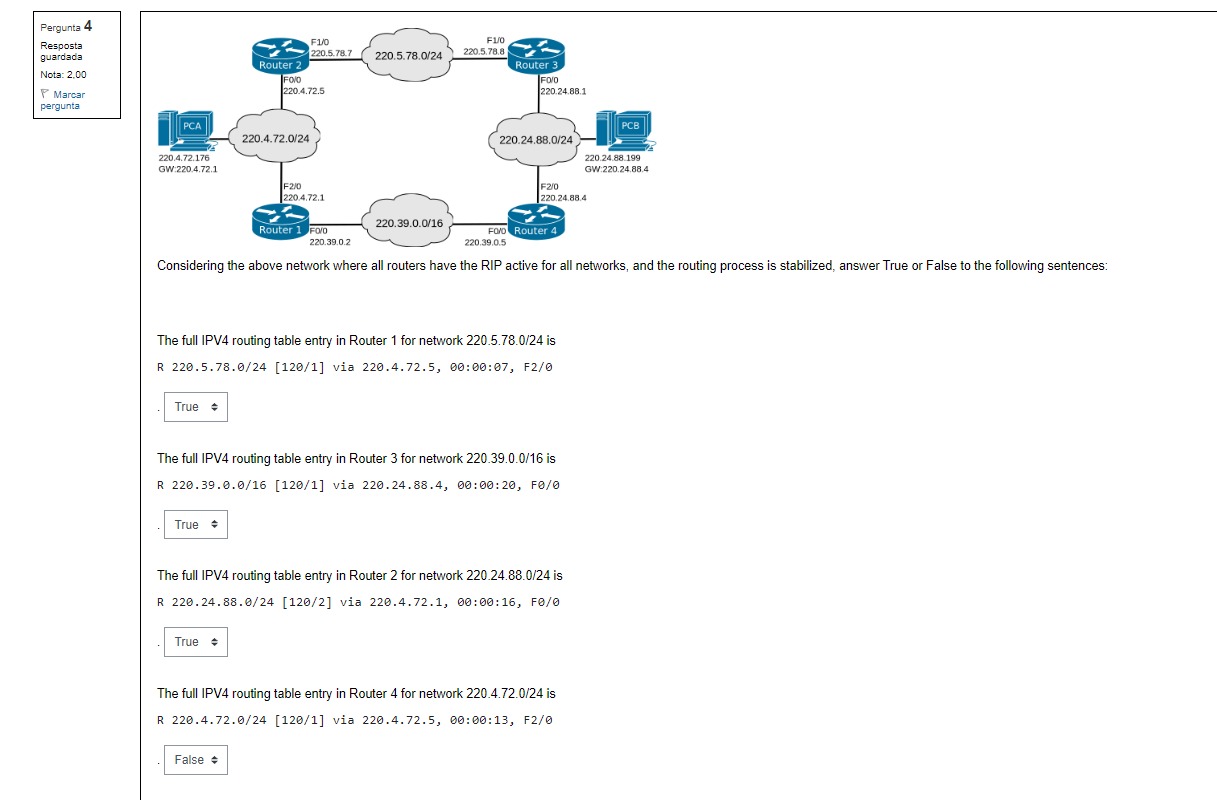 Pergunta 4
Resposta
guardada
Nota: 2,00
Marcar
pergunta
F1/0
220.5.78.7
220.5.78.0/24
F1/0
220.5.78.8
Router 2
Router 3
F0/0
220.4.72.5
F0/0
220.24.88.1
PCA
220.4.72.0/24
220.24.88.0/24
PCB
220.4.72.176
GW:220.4.72.1
220.24.88.199
GW:220.24.88.4
F2/0
220.4.72.1
F2/0
220.24.88.4
220.39.0.0/16
Router 1
F0/0
220.39.0.2
F0/0
220.39.0.5
Router 4
Considering the above network where all routers have the RIP active for all networks, and the routing process is stabilized, answer True or False to the following sentences:
The full IPV4 routing table entry in Router 1 for network 220.5.78.0/24 is
R 220.5.78.0/24 [120/1] via 220.4.72.5, 00:00:07, F2/0
. True
The full IPV4 routing table entry in Router 3 for network 220.39.0.0/16 is
R 220.39.0.0/16 [120/1] via 220.24.88.4, 00:00:20, F0/0
. True
The full IPV4 routing table entry in Router 2 for network 220.24.88.0/24 is
R 220.24.88.0/24 [120/2] via 220.4.72.1, 00:00:16, F0/0
. True
The full IPV4 routing table entry in Router 4 for network 220.4.72.0/24 is
R 220.4.72.0/24 [120/1] via 220.4.72.5, 00:00:13, F2/0
. False